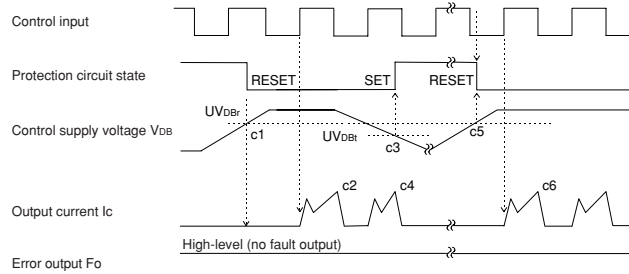 Control input
Protection circuit state
RESET
SET
RESET
UVDBr
Control supply voltage VDB
c1
UVDBt
c3
c5
c2
c4
c6
Output current Ic
High-level (no fault output)
Error output Fo